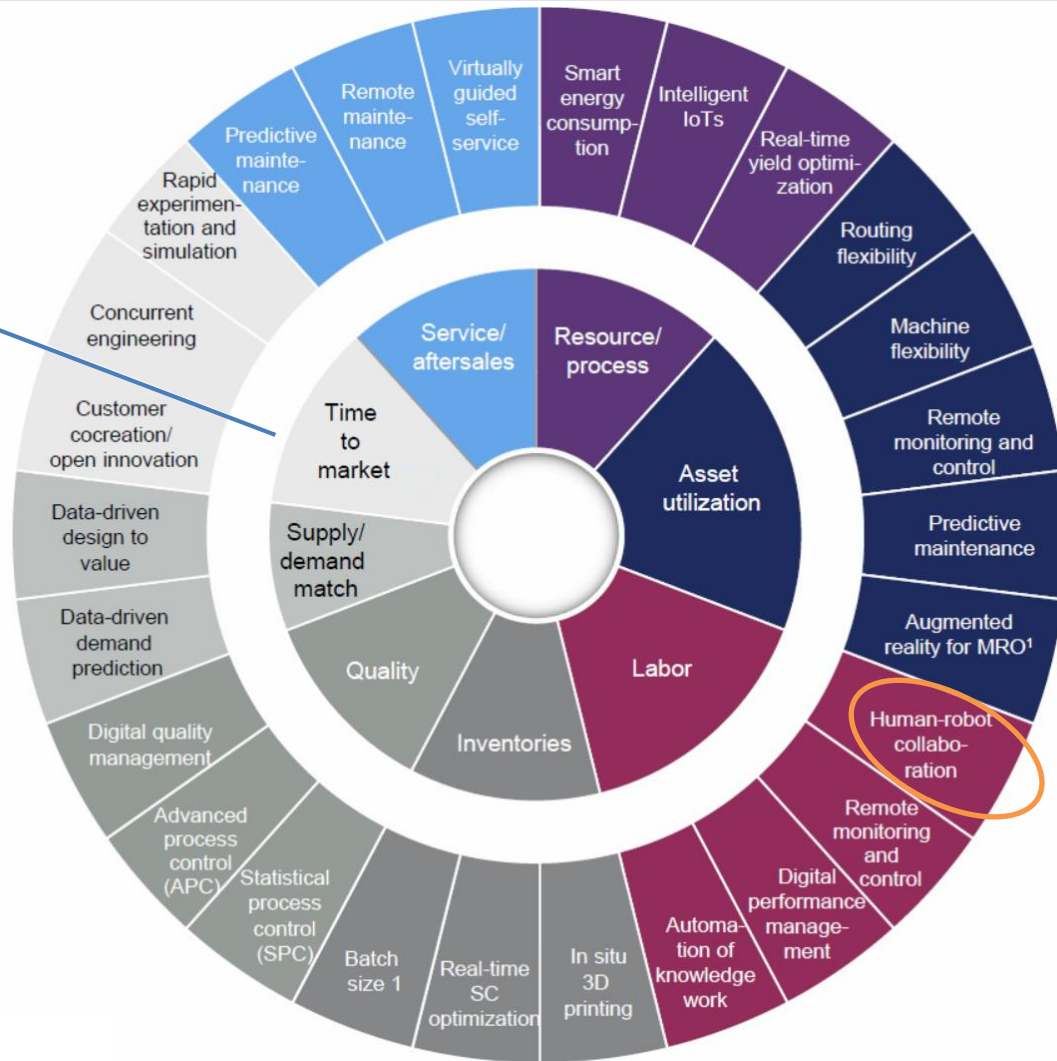 Smart
energy
consump-
tion
Intelligent
IoTs
Real-time
yield optimi-
zation
Routing
flexibility
Machine
flexibility
Remote
monitoring and
control
Predictive
maintenance
Augmented
reality for MRO¹
Human-robot
collabo-
ration
Remote
monitoring
and
control
Digital
performance
manage-
ment
Automa-
tion of
knowledge
work
In situ
3D
printing
Real-time
SC
optimization
Batch
size 1
Statistical
process
control
(SPC)
Advanced
process
control
(APC)
Digital quality
management
Data-driven
demand
prediction
Data-driven
design to
value
Customer
cocreation/
open innovation
Concurrent
engineering
Rapid
experimen-
tation and
simulation
Predictive
mainte-
nance
Remote
mainte-
nance
Virtually
guided
self-
service
Resource/
process
Asset
utilization
Labor
Inventories
Quality
Supply/
demand
match
Time
to
market
Service/
aftersales